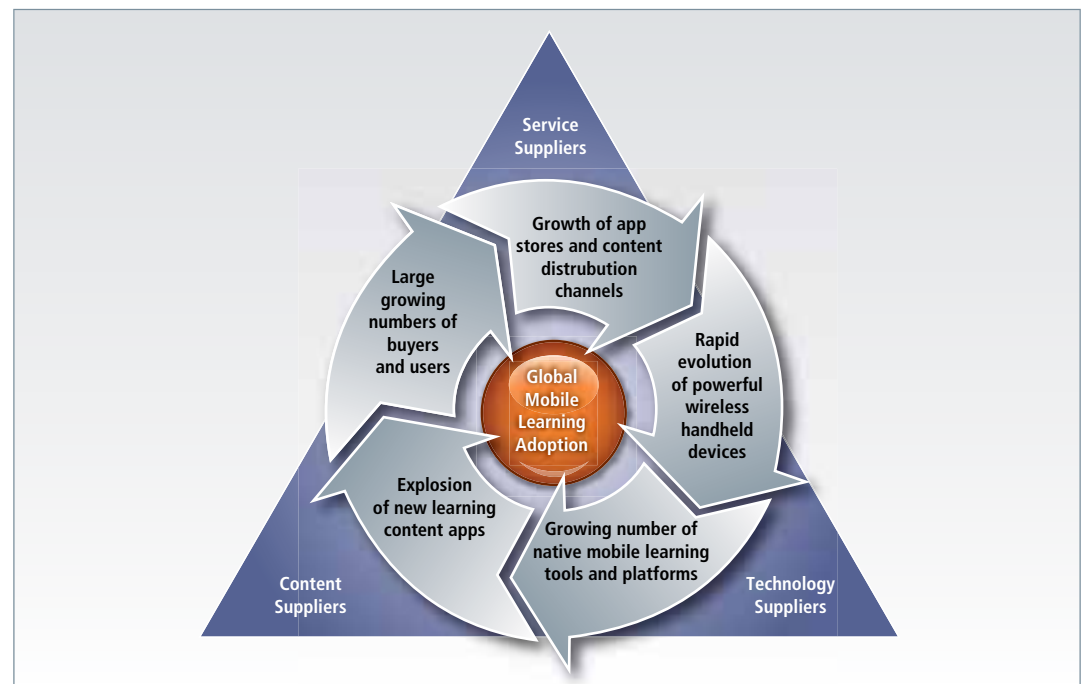 Service
Suppliers
Growth of app
stores and content
distrubution
channels
Large
growing
numbers of
buyers
and users
Rapid
evolution
of powerful
wireless
handheld
devices
Global
Mobile
Learning
Adoption
Explosion
of new learning
content apps
Growing number of
native mobile learning
tools and platforms
Content
Suppliers
Technology
Suppliers